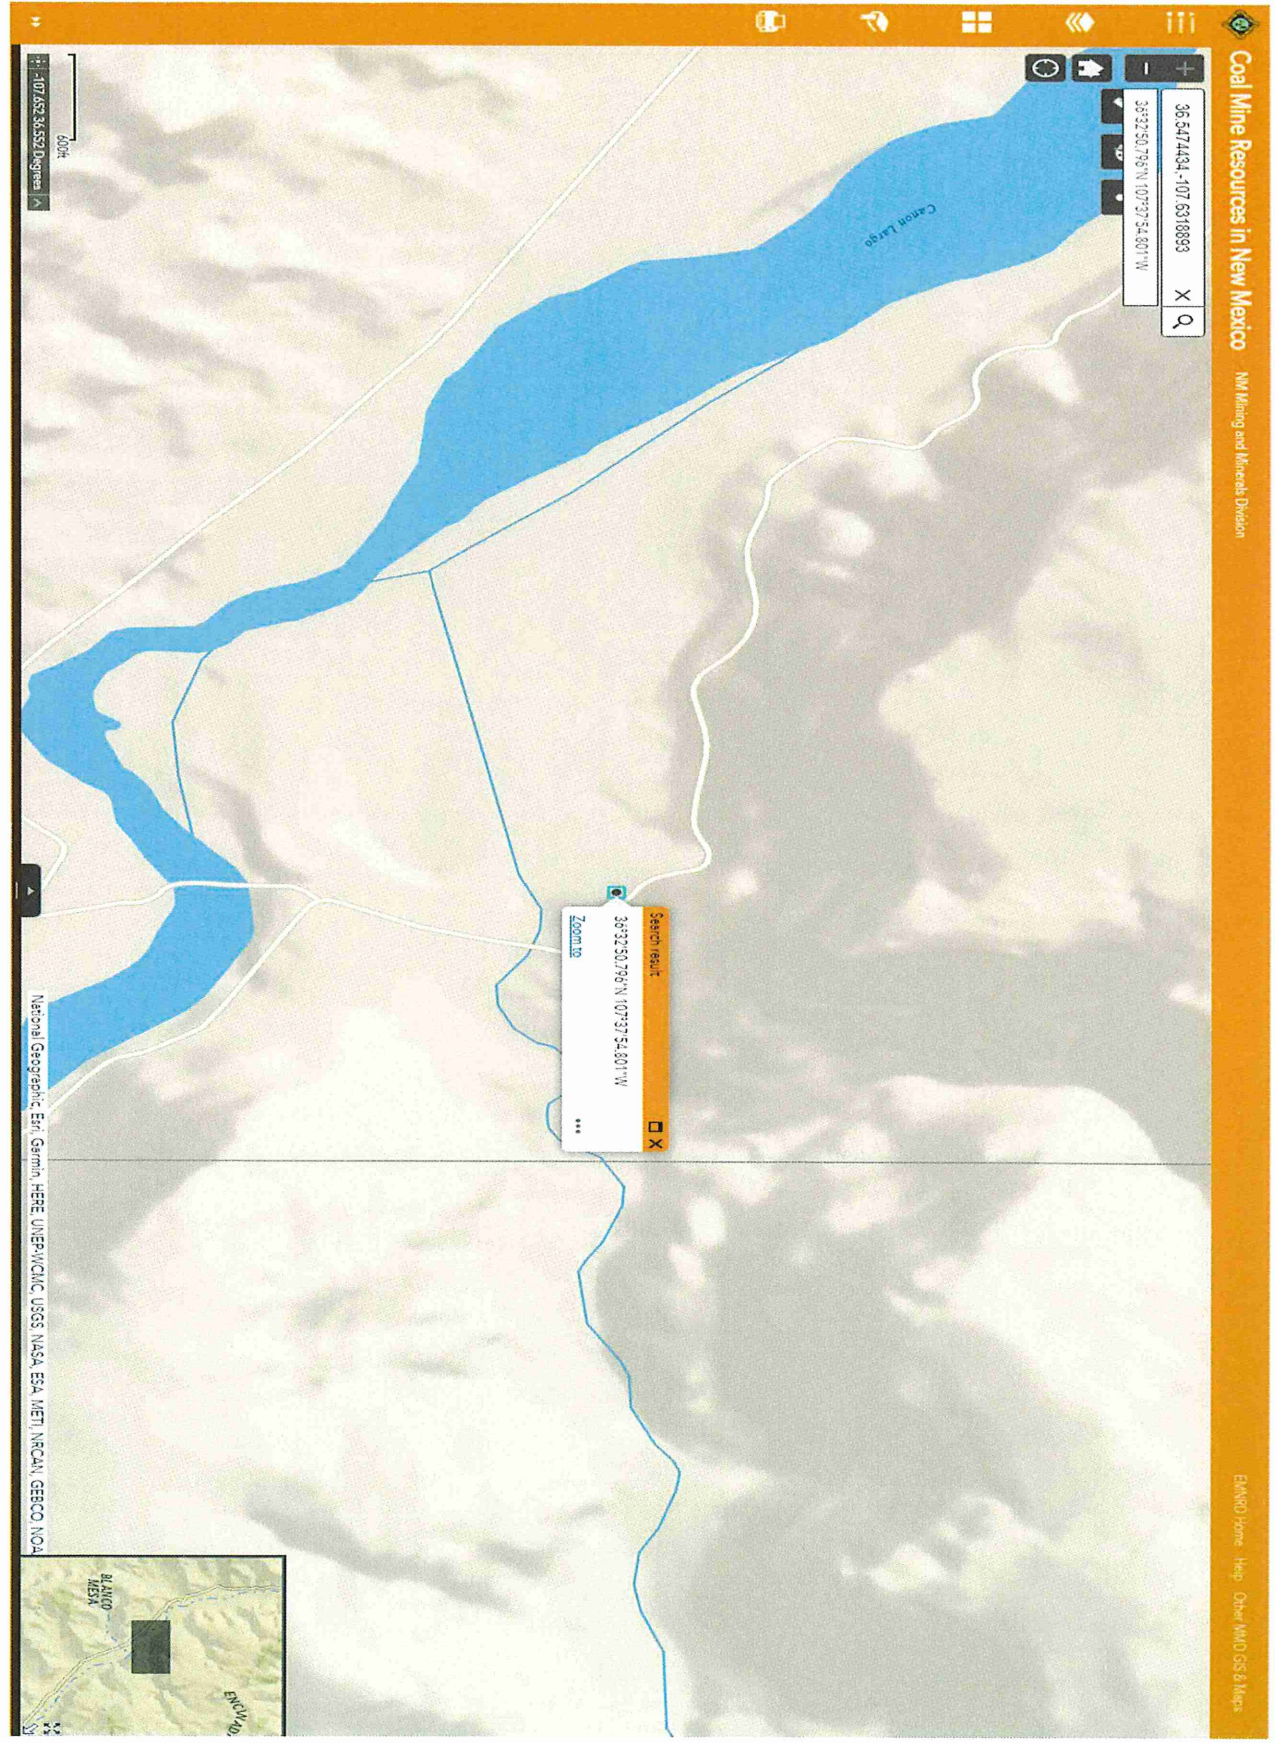 Coal Mine Resources in New Mexico NM Mining and Minerals Division
EMNRD Home Help Other MMD GIS & Maps
36.5474434,-107.6318893 X
36°32'50.796"N 107°37'54.801"W
Canon Largo
Search result
36°32'50.796"N 107°37'54.801"W
Zoom to
600ft
-107.652 36.552 Degrees
National Geographic, Esri, Garmin, HERE, UNEP-WCMC, USGS, NASA, ESA, METI, NRCAN, GEBCO, NOA
BLANCO
MESA